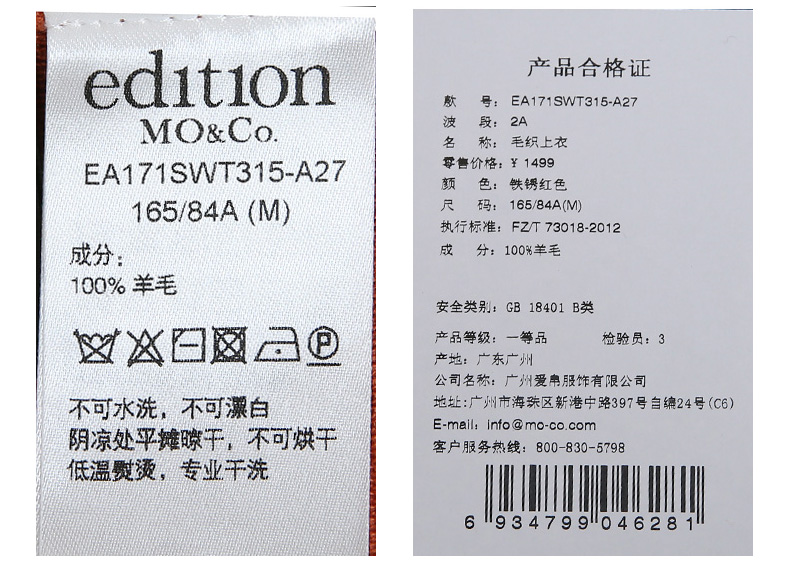 edition
MO&Co.
EA171SWT315-A27
165/84A (M)
成分：
100% 羊毛
不可水洗，不可漂白
阴凉处平摊晾干，不可烘干
低温熨烫，专业干洗
产品合格证
款 号： EA171SWT315-A27
波 段： 2A
名 称： 毛织上衣
零售价格：¥ 1499
颜 色： 铁锈红色
尺 码： 165/84A(M)
执行标准： FZ/T 73018-2012
成 分： 100%羊毛
安全类别： GB 18401 B类
产品等级： 一等品 检验员：3
产地：广东广州
公司名称：广州爱帛服饰有限公司
地址:广州市海珠区新港中路397号自编24号(C6)
E-mail: info@mo-co.com
客户服务热线：800-830-5798
6 934799 046281